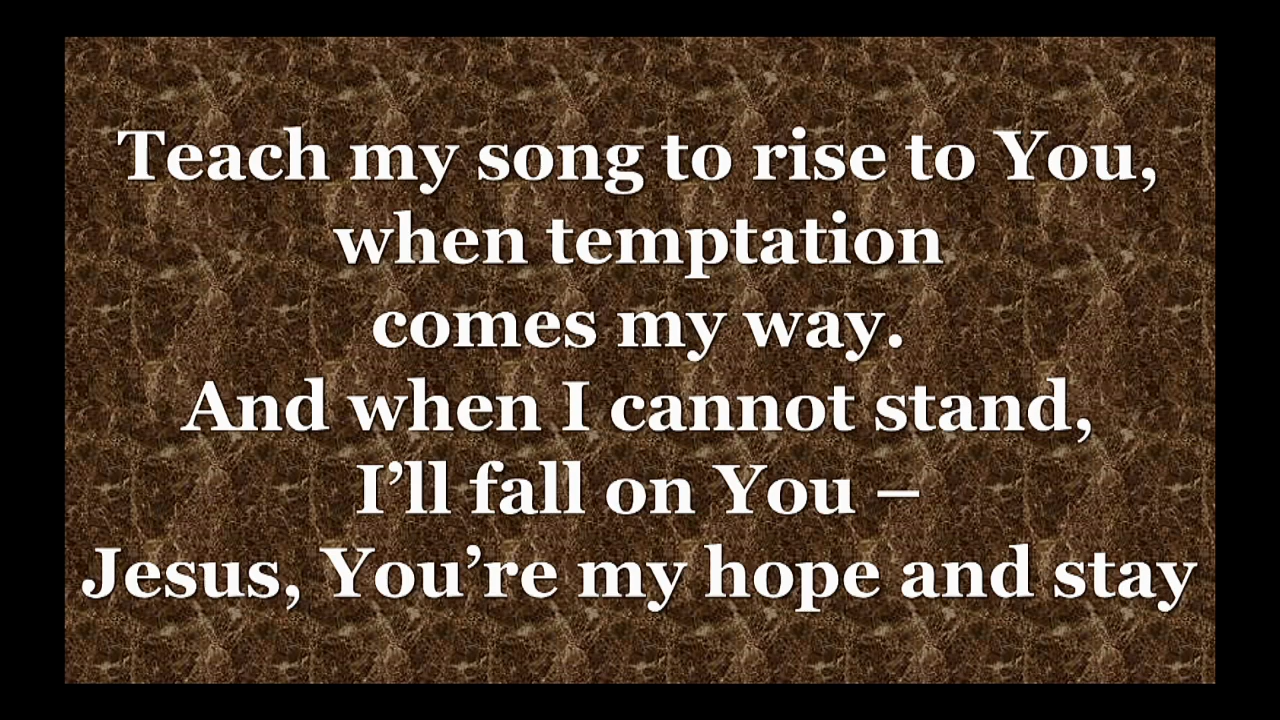 Teach my song to rise to You,
when temptation
comes my way.
And when I cannot stand,
I’ll fall on You –
Jesus, You’re my hope and stay